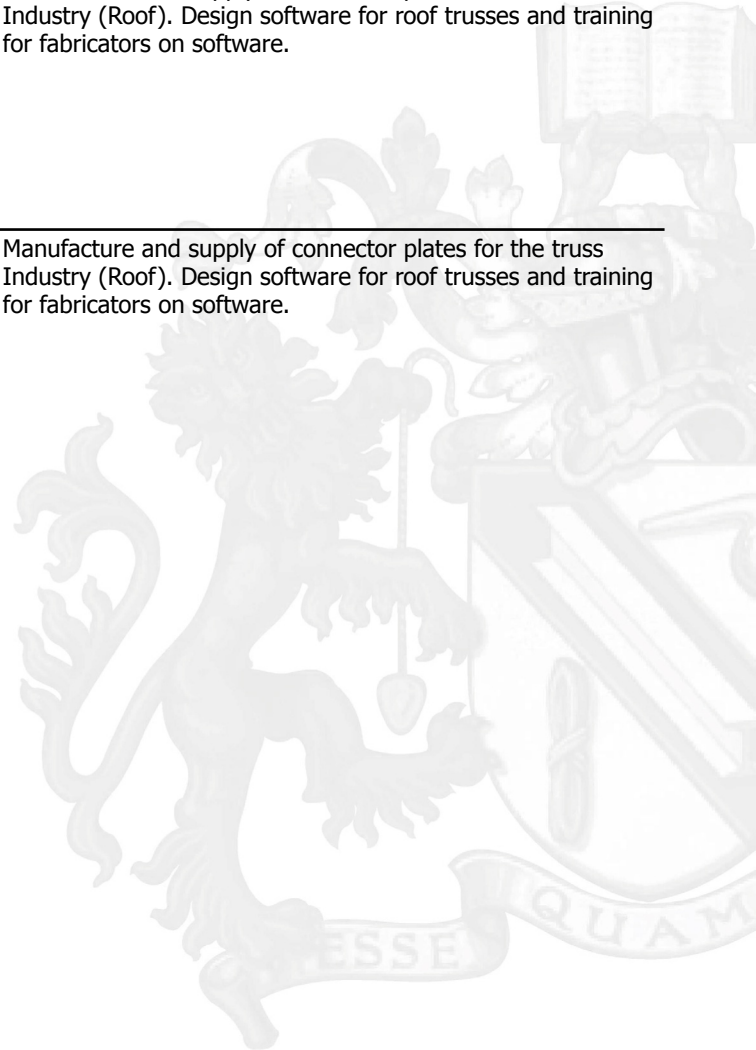 Industry (Roof). Design software for roof trusses and training
for fabricators on software.
Manufacture and supply of connector plates for the truss
Industry (Roof). Design software for roof trusses and training
for fabricators on software.
ESSE
QUAM